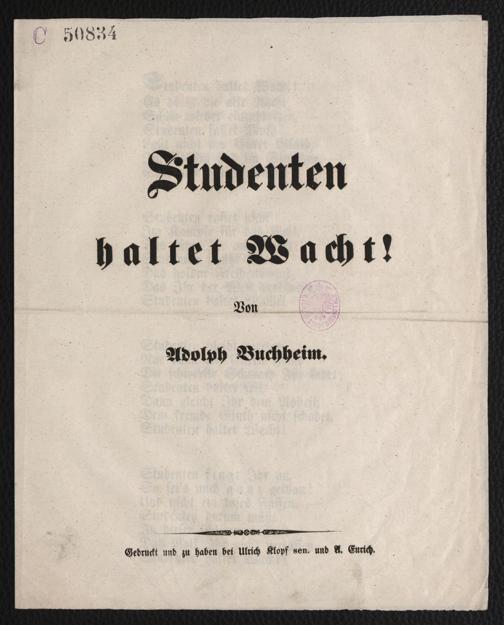 C 50834
Studenten
haltet Wacht!
Von
Adolph Buchheim.
Gedruckt und zu haben bei Ulrich Klopf sen. und A. Eurich.